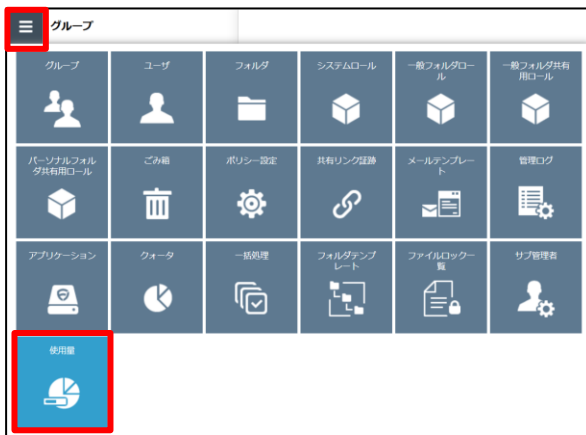 グループ
グループ
ユーザ
フォルダ
システムロール
一般フォルダロー
ル
一般フォルダ共有
用ロール
パーソナルフォル
ダ共有用ロール
ごみ箱
ポリシー設定
共有リンク証跡
メールテンプレー
ト
管理ログ
アプリケーション
クォータ
一括処理
フォルダテンプ
レート
ファイルロック一
覧
サブ管理者
使用量